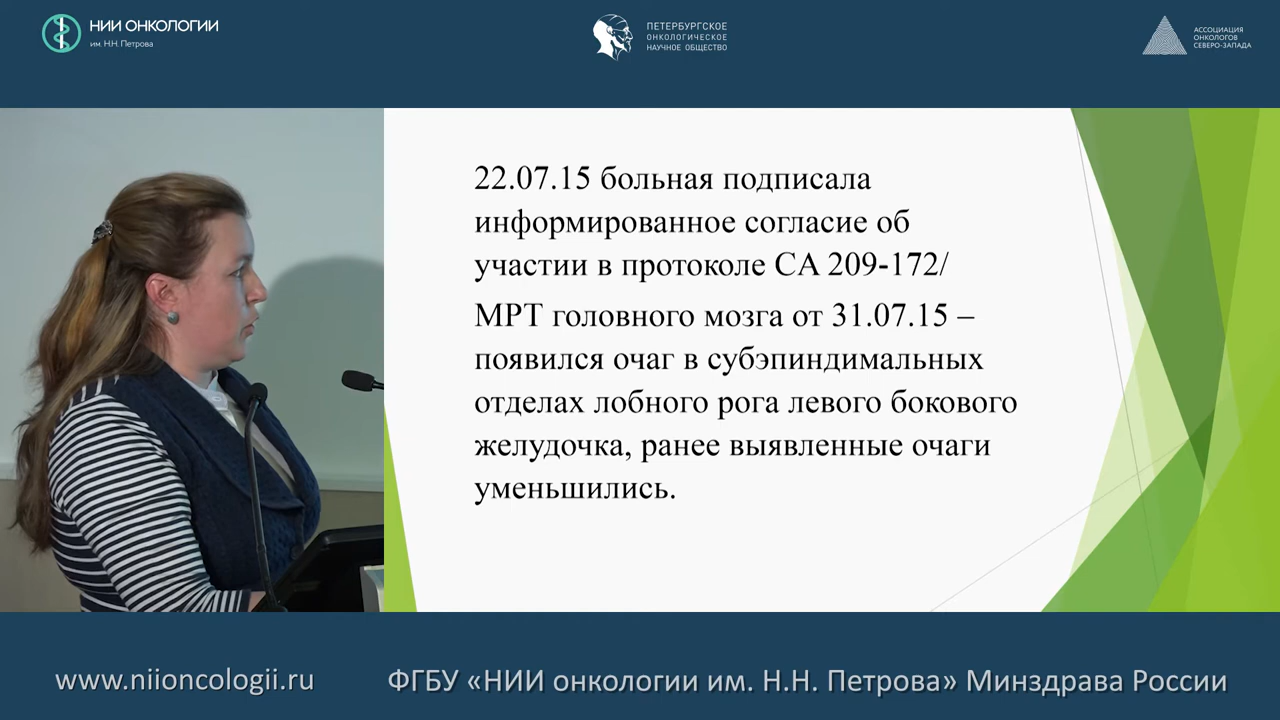 НИИ ОНКОЛОГИИ
им. Н.Н. Петрова
ПЕТЕРБУРГСКОЕ
ОНКОЛОГИЧЕСКОЕ
НАУЧНОЕ ОБЩЕСТВО
АССОЦИАЦИЯ
ОНКОЛОГОВ
СЕВЕРО-ЗАПАДА
22.07.15 больная подписала
информированное согласие об
участии в протоколе СА 209-172/
МРТ головного мозга от 31.07.15 –
появился очаг в субэпиндимальных
отделах лобного рога левого бокового
желудочка, ранее выявленные очаги
уменьшились.
www.niioncologii.ru
ФГБУ «НИИ онкологии им. Н.Н. Петрова» Минздрава России